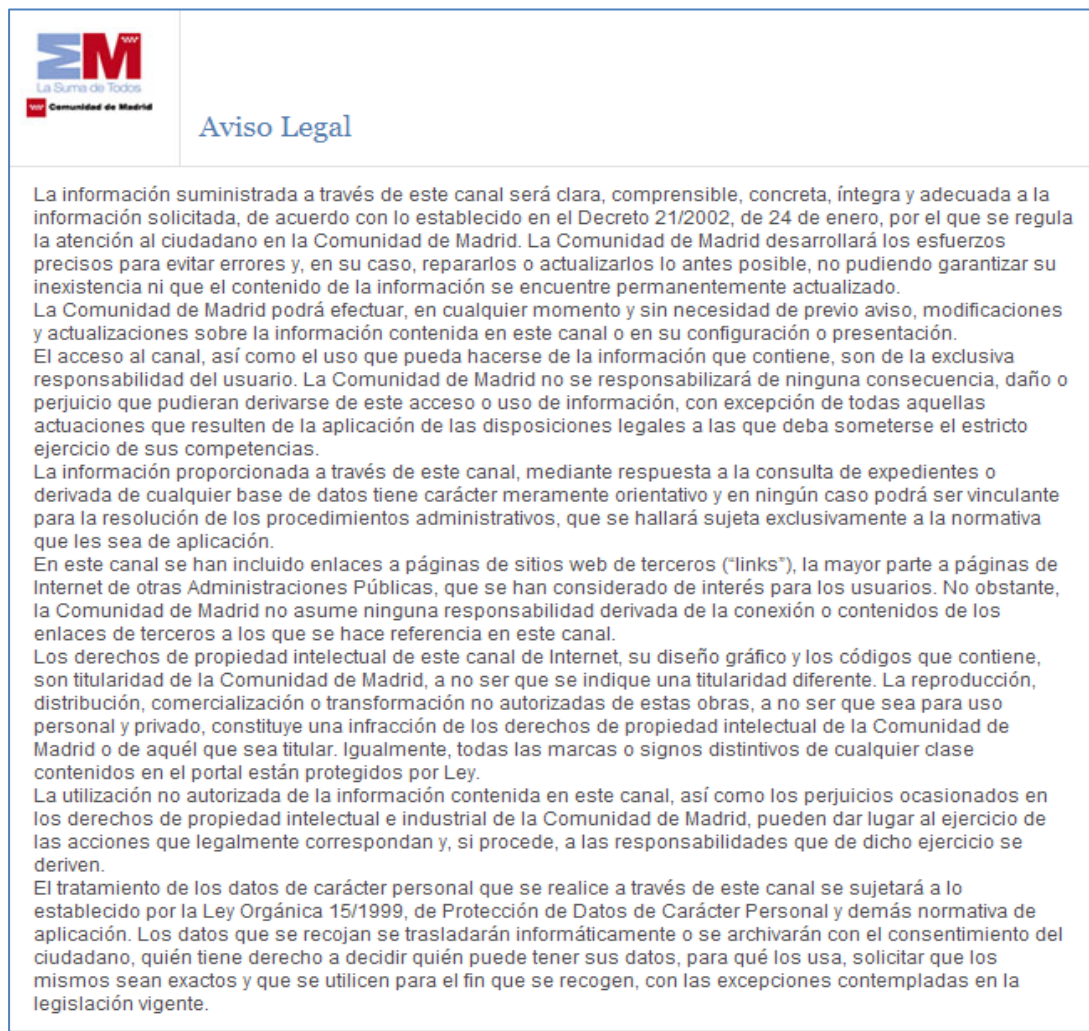 EM
La Suma de Todos
Comunidad de Madrid
Aviso Legal
La información suministrada a través de este canal será clara, comprensible, concreta, íntegra y adecuada a la
información solicitada, de acuerdo con lo establecido en el Decreto 21/2002, de 24 de enero, por el que se regula
la atención al ciudadano en la Comunidad de Madrid. La Comunidad de Madrid desarrollará los esfuerzos
precisos para evitar errores y, en su caso, repararlos o actualizarlos lo antes posible, no pudiendo garantizar su
inexistencia ni que el contenido de la información se encuentre permanentemente actualizado.
La Comunidad de Madrid podrá efectuar, en cualquier momento y sin necesidad de previo aviso, modificaciones
y actualizaciones sobre la información contenida en este canal o en su configuración o presentación.
El acceso al canal, así como el uso que pueda hacerse de la información que contiene, son de la exclusiva
responsabilidad del usuario. La Comunidad de Madrid no se responsabilizará de ninguna consecuencia, daño o
perjuicio que pudieran derivarse de este acceso o uso de información, con excepción de todas aquellas
actuaciones que resulten de la aplicación de las disposiciones legales a las que deba someterse el estricto
ejercicio de sus competencias.
La información proporcionada a través de este canal, mediante respuesta a la consulta de expedientes o
derivada de cualquier base de datos tiene carácter meramente orientativo y en ningún caso podrá ser vinculante
para la resolución de los procedimientos administrativos, que se hallará sujeta exclusivamente a la normativa
que les sea de aplicación.
En este canal se han incluido enlaces a páginas de sitios web de terceros (“links”), la mayor parte a páginas de
Internet de otras Administraciones Públicas, que se han considerado de interés para los usuarios. No obstante,
la Comunidad de Madrid no asume ninguna responsabilidad derivada de la conexión o contenidos de los
enlaces de terceros a los que se hace referencia en este canal.
Los derechos de propiedad intelectual de este canal de Internet, su diseño gráfico y los códigos que contiene,
son titularidad de la Comunidad de Madrid, a no ser que se indique una titularidad diferente. La reproducción,
distribución, comercialización o transformación no autorizadas de estas obras, a no ser que sea para uso
personal y privado, constituye una infracción de los derechos de propiedad intelectual de la Comunidad de
Madrid o de aquél que sea titular. Igualmente, todas las marcas o signos distintivos de cualquier clase
contenidos en el portal están protegidos por Ley.
La utilización no autorizada de la información contenida en este canal, así como los perjuicios ocasionados en
los derechos de propiedad intelectual e industrial de la Comunidad de Madrid, pueden dar lugar al ejercicio de
las acciones que legalmente correspondan y, si procede, a las responsabilidades que de dicho ejercicio se
deriven.
El tratamiento de los datos de carácter personal que se realice a través de este canal se sujetará a lo
establecido por la Ley Orgánica 15/1999, de Protección de Datos de Carácter Personal y demás normativa de
aplicación. Los datos que se recojan se trasladarán informáticamente o se archivarán con el consentimiento del
ciudadano, quién tiene derecho a decidir quién puede tener sus datos, para qué los usa, solicitar que los
mismos sean exactos y que se utilicen para el fin que se recogen, con las excepciones contempladas en la
legislación vigente.